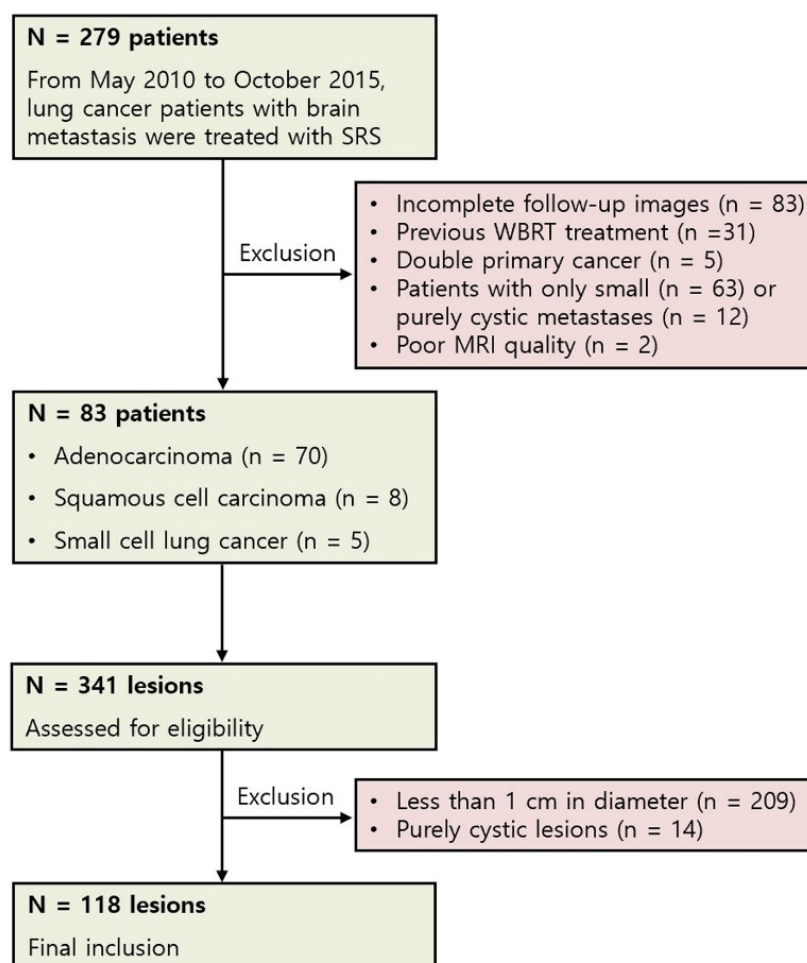 N = 279 patients
From May 2010 to October 2015,
lung cancer patients with brain
metastasis were treated with SRS
Exclusion
• Incomplete follow-up images (n = 83)
• Previous WBRT treatment (n =31)
• Double primary cancer (n = 5)
• Patients with only small (n = 63) or
purely cystic metastases (n = 12)
• Poor MRI quality (n = 2)
N = 83 patients
• Adenocarcinoma (n = 70)
• Squamous cell carcinoma (n = 8)
• Small cell lung cancer (n = 5)
N = 341 lesions
Assessed for eligibility
Exclusion
• Less than 1 cm in diameter (n = 209)
• Purely cystic lesions (n = 14)
N = 118 lesions
Final inclusion